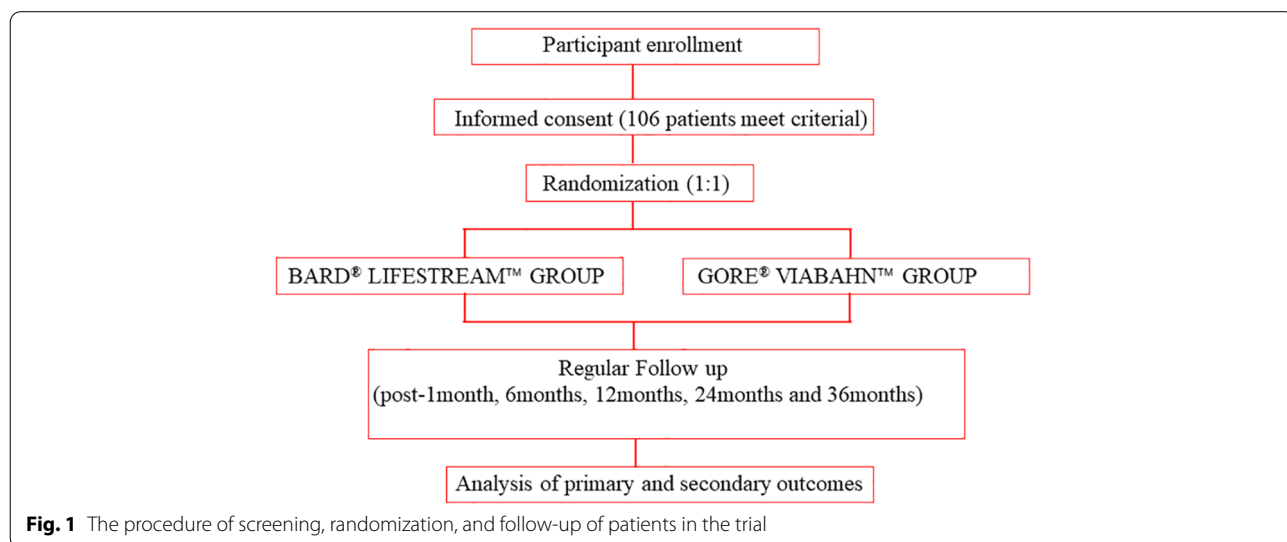 Participant enrollment
Informed consent (106 patients meet criterial)
Randomization (1:1)
BARD® LIFESTREAM™ GROUP
GORE® VIABAHN™ GROUP
Regular Follow up
(post-1month, 6months, 12months, 24months and 36months)
Analysis of primary and secondary outcomes
Fig. 1 The procedure of screening, randomization, and follow-up of patients in the trial